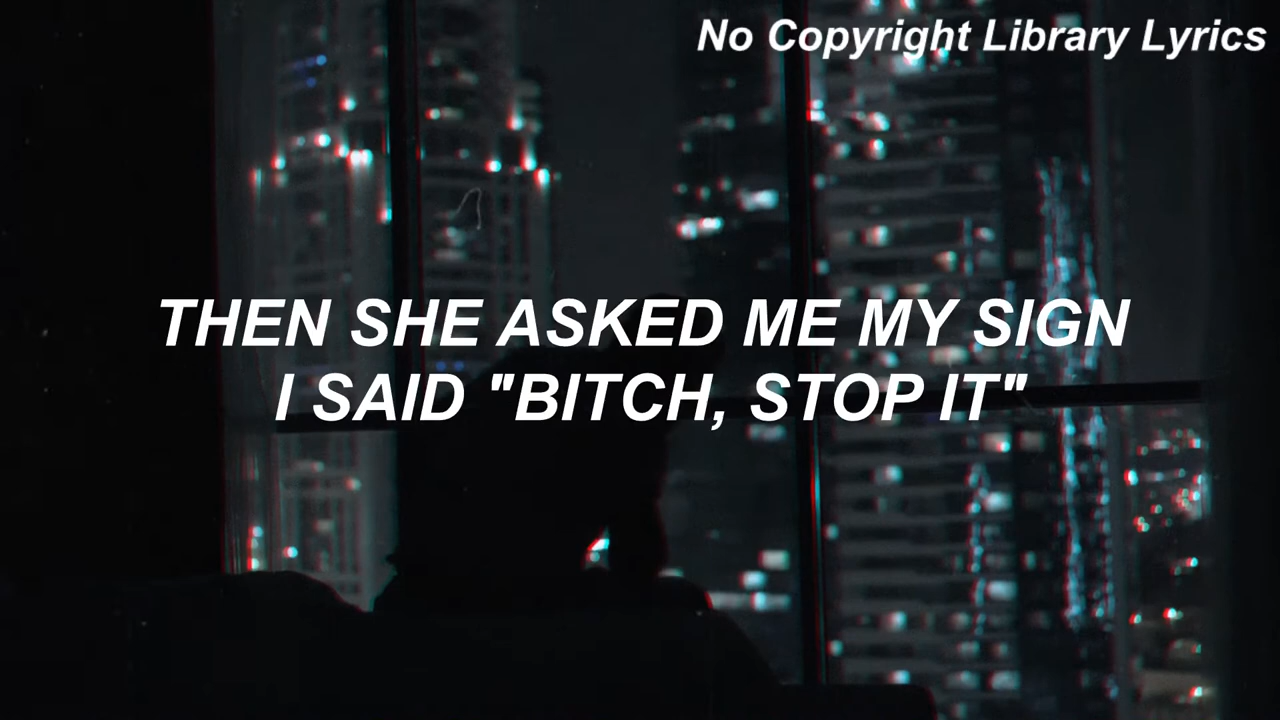 No Copyright Library Lyrics
THEN SHE ASKED ME MY SIGN
I SAID "BITCH, STOP IT"